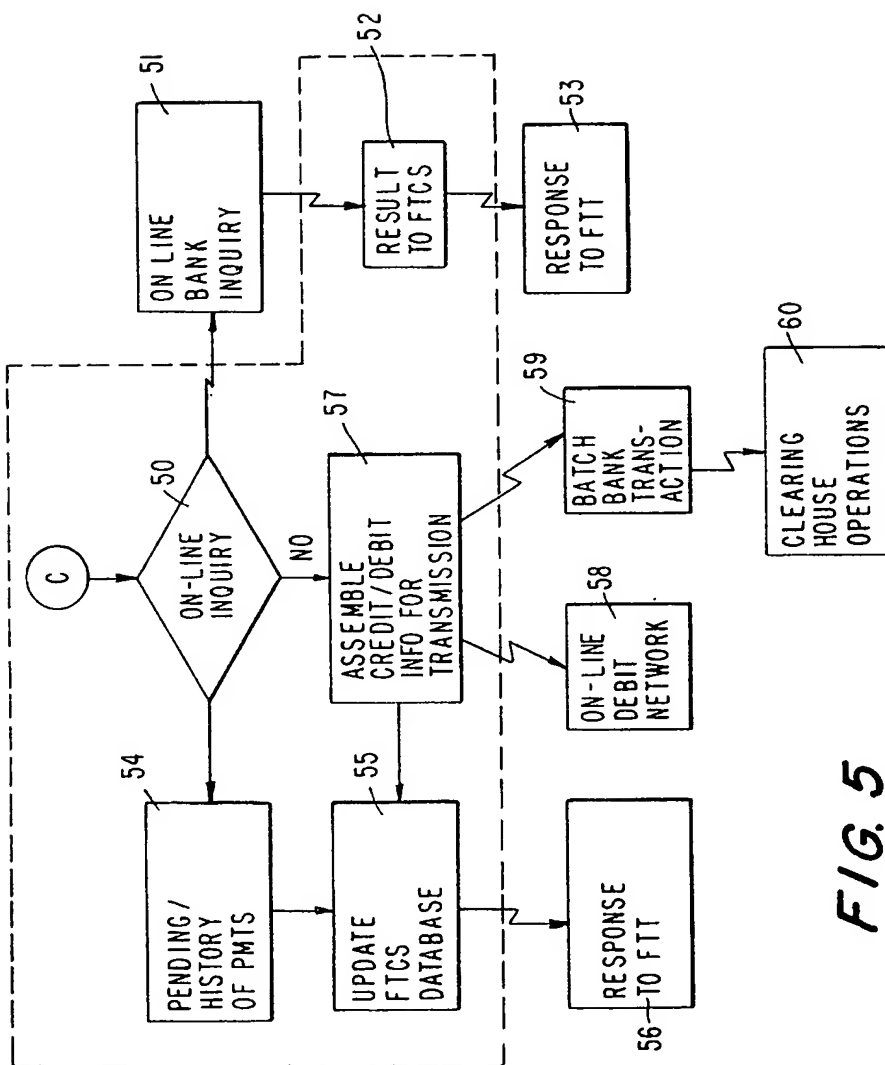 C
50
ON-LINE
INQUIRY
NO
51
ON LINE
BANK
INQUIRY
52
RESULT
TO FTCS
53
RESPONSE
TO FTT
54
PENDING/
HISTORY
OF PMTS
55
UPDATE
FTCS
DATABASE
57
ASSEMBLE
CREDIT/DEBIT
INFO FOR
TRANSMISSION
56
RESPONSE
TO FTT
58
ON-LINE
DEBIT
NETWORK
59
BATCH
BANK
TRANS-
ACTION
60
CLEARING
HOUSE
OPERATIONS
FIG. 5